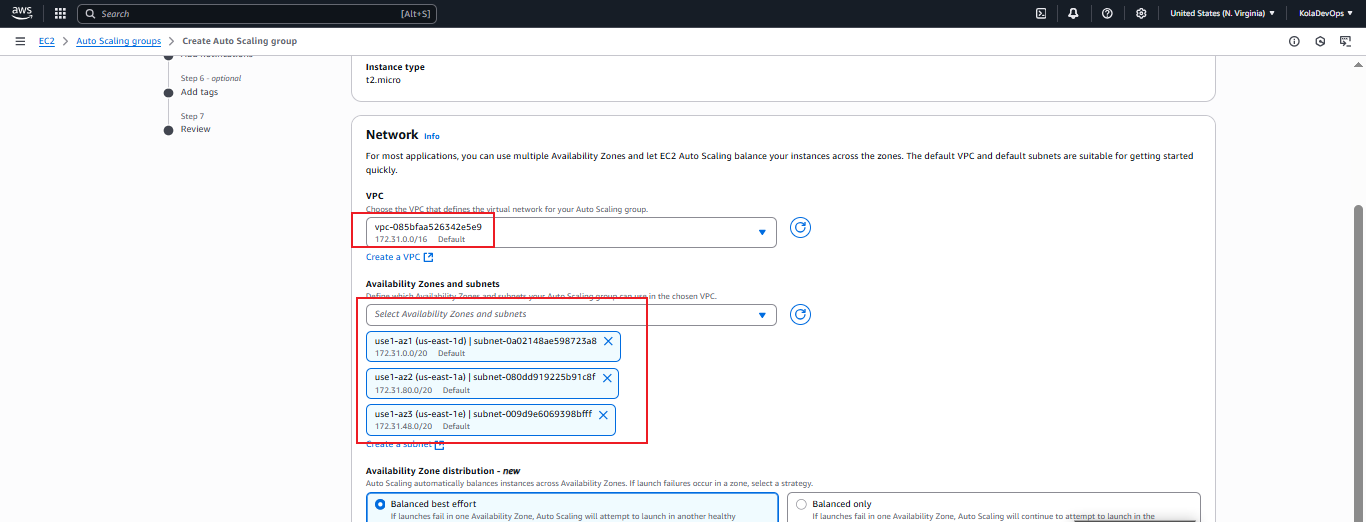 aws
Search
[Alt+S]
United States (N. Virginia)
KolaDevOps
EC2
Auto Scaling groups
Create Auto Scaling group
Add notifications
Step 6 - optional
Add tags
Step 7
Review
Instance type
t2.micro
Network
Info
For most applications, you can use multiple Availability Zones and let EC2 Auto Scaling balance your instances across the zones. The default VPC and default subnets are suitable for getting started
quickly.
VPC
Choose the VPC that defines the virtual network for your Auto Scaling group.
vpc-085bfaa526342e5e9
172.31.0.0/16 Default
Create a VPC
Availability Zones and subnets
Define which Availability Zones and subnets your Auto Scaling group can use in the chosen VPC.
Select Availability Zones and subnets
use1-az1 (us-east-1d) | subnet-0a02148ae598723a8
172.31.0.0/20 Default
use1-az2 (us-east-1a) | subnet-080dd919225b91c8f
172.31.80.0/20 Default
use1-az3 (us-east-1e) | subnet-009d9e6069398bfff
172.31.48.0/20 Default
Create a subnet
Availability Zone distribution - new
Auto Scaling automatically balances instances across Availability Zones. If launch failures occur in a zone, select a strategy.
Balanced best effort
If launches fail in one Availability Zone, Auto Scaling will attempt to launch in another healthy
Balanced only
If launches fail in one Availability Zone, Auto Scaling will continue to attempt to launch in the